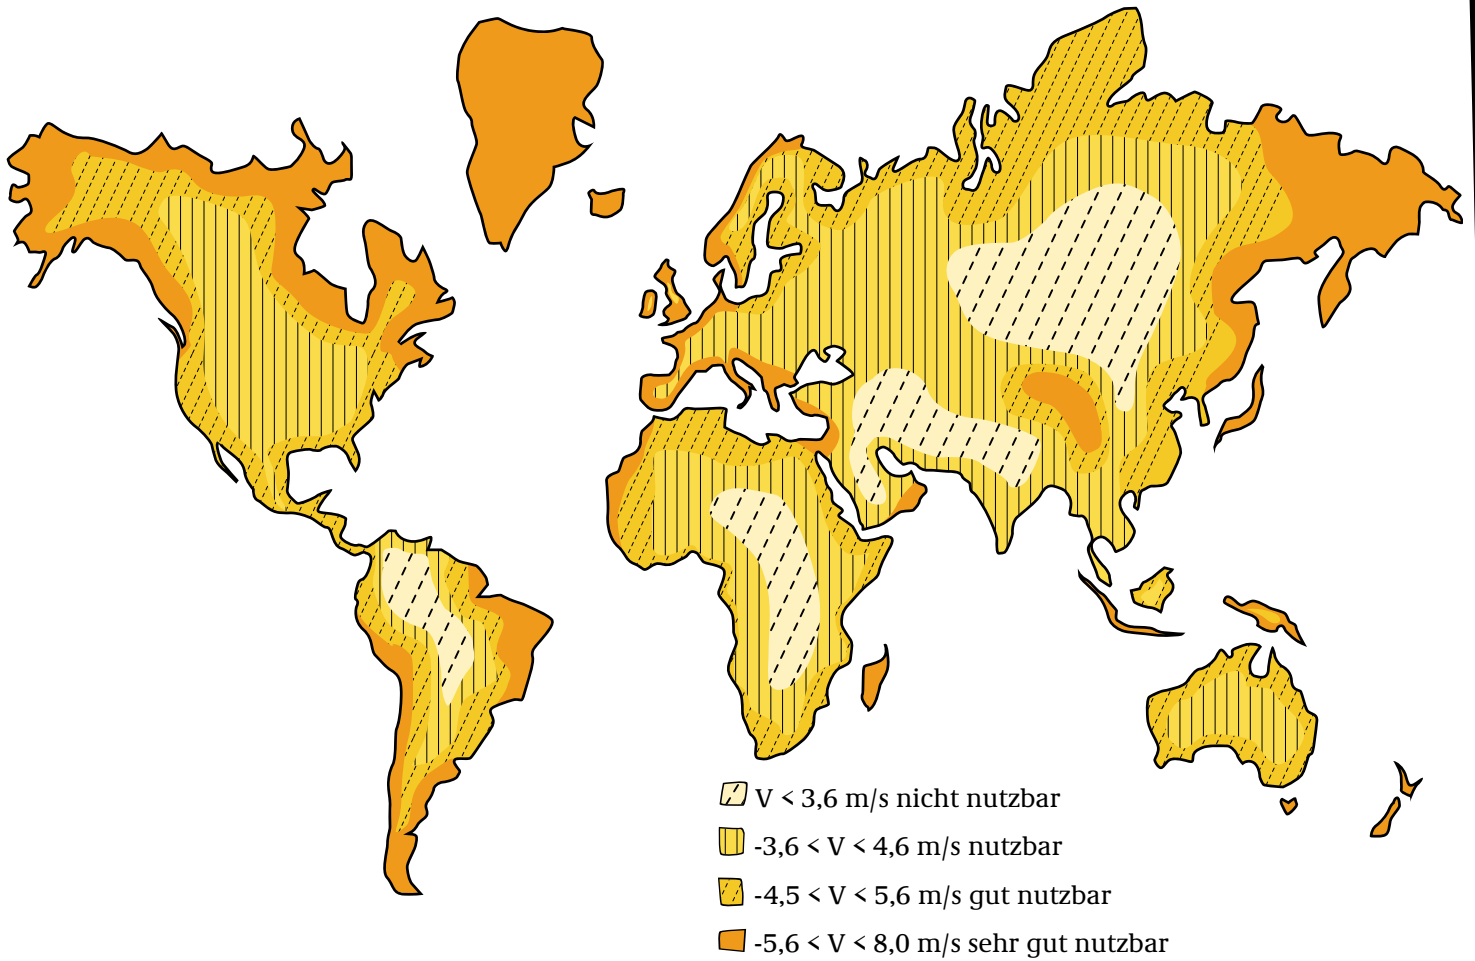 V < 3,6 m/s nicht nutzbar
-3,6 < V < 4,6 m/s nutzbar
-4,5 < V < 5,6 m/s gut nutzbar
-5,6 < V < 8,0 m/s sehr gut nutzbar